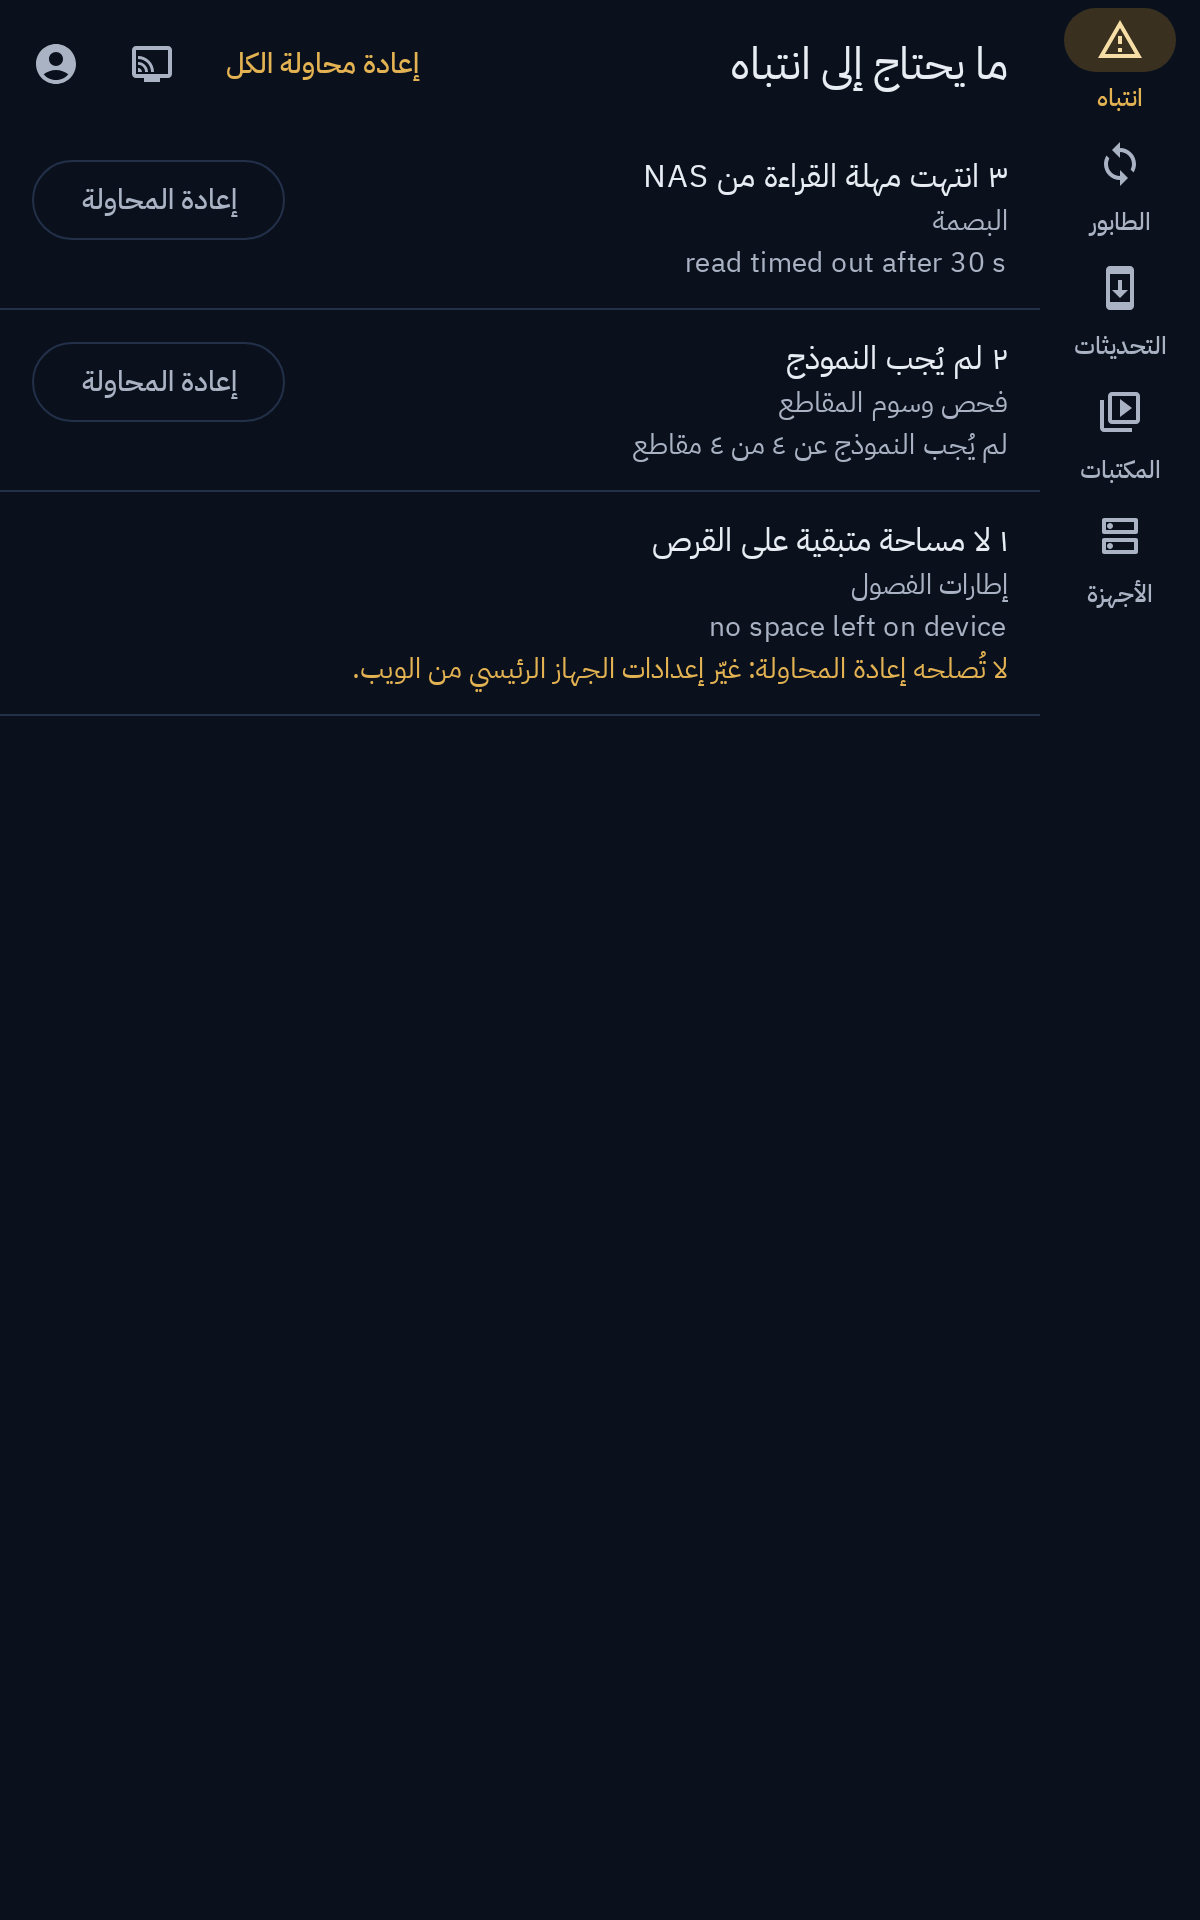 ما يحتاج إلى انتباه
إعادة محاولة الكل
انتباه
الطابور
التحديثات
المكتبات
الأجهزة
٣ انتهت مهلة القراءة من NAS
البصمة
read timed out after 30 s
إعادة المحاولة
٢ لم يُجب النموذج
فحص وسوم المقاطع
لم يُجب النموذج عن ٤ من ٤ مقاطع
إعادة المحاولة
١ لا مساحة متبقية على القرص
إطارات الفصول
no space left on device
لا تُصلحه إعادة المحاولة: غيّر إعدادات الجهاز الرئيسي من الويب.